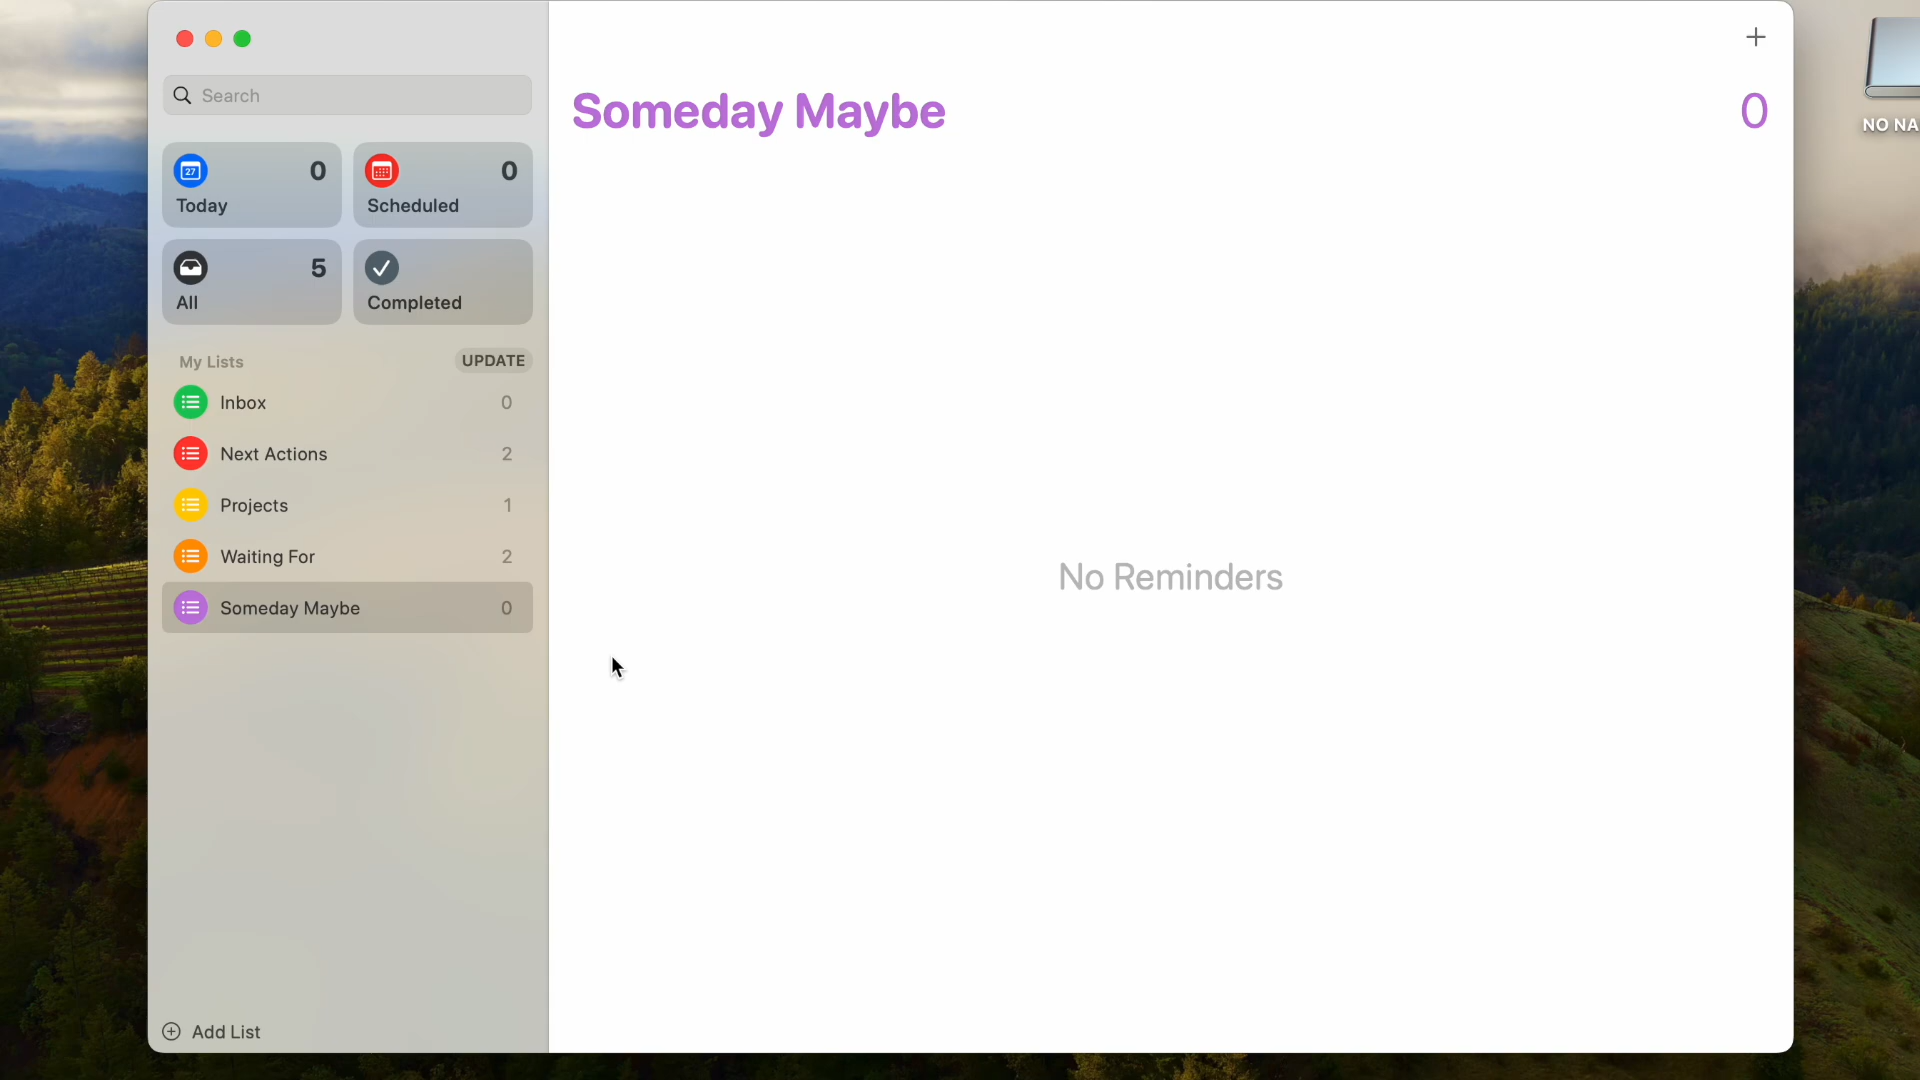 Search
27
0
Today
0
Scheduled
5
All
Completed
My Lists
UPDATE
Inbox 0
Next Actions 2
Projects 1
Waiting For 2
Someday Maybe 0
Add List
Someday Maybe 0
No Reminders
NO NA